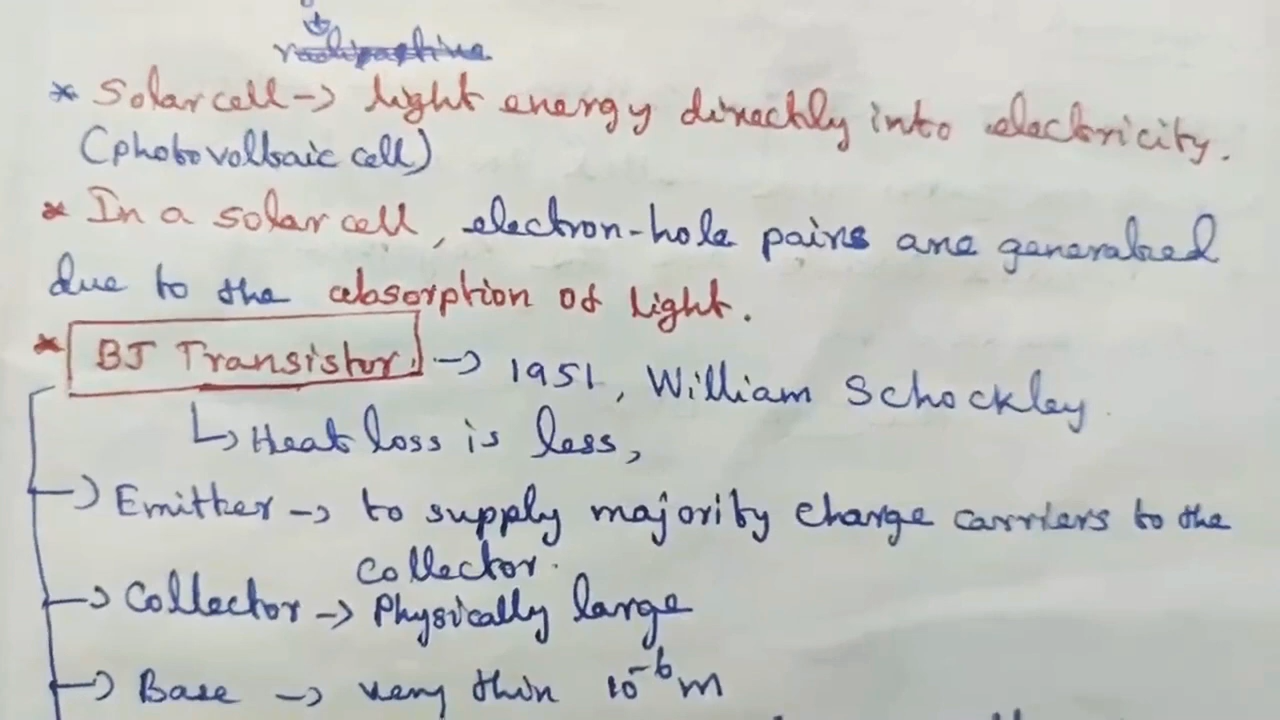 * Solar cell -> light energy directly into electricity.
(photovoltaic cell)
* In a solar cell, electron-hole pairs are generated
due to the absorption of light.
* BJ Transistor -> 1951, William Schockley
↳ Heat loss is less,
-> Emitter -> to supply majority charge carriers to the
collector.
-> Collector -> Physically large
-> Base -> very thin 10⁻⁶m